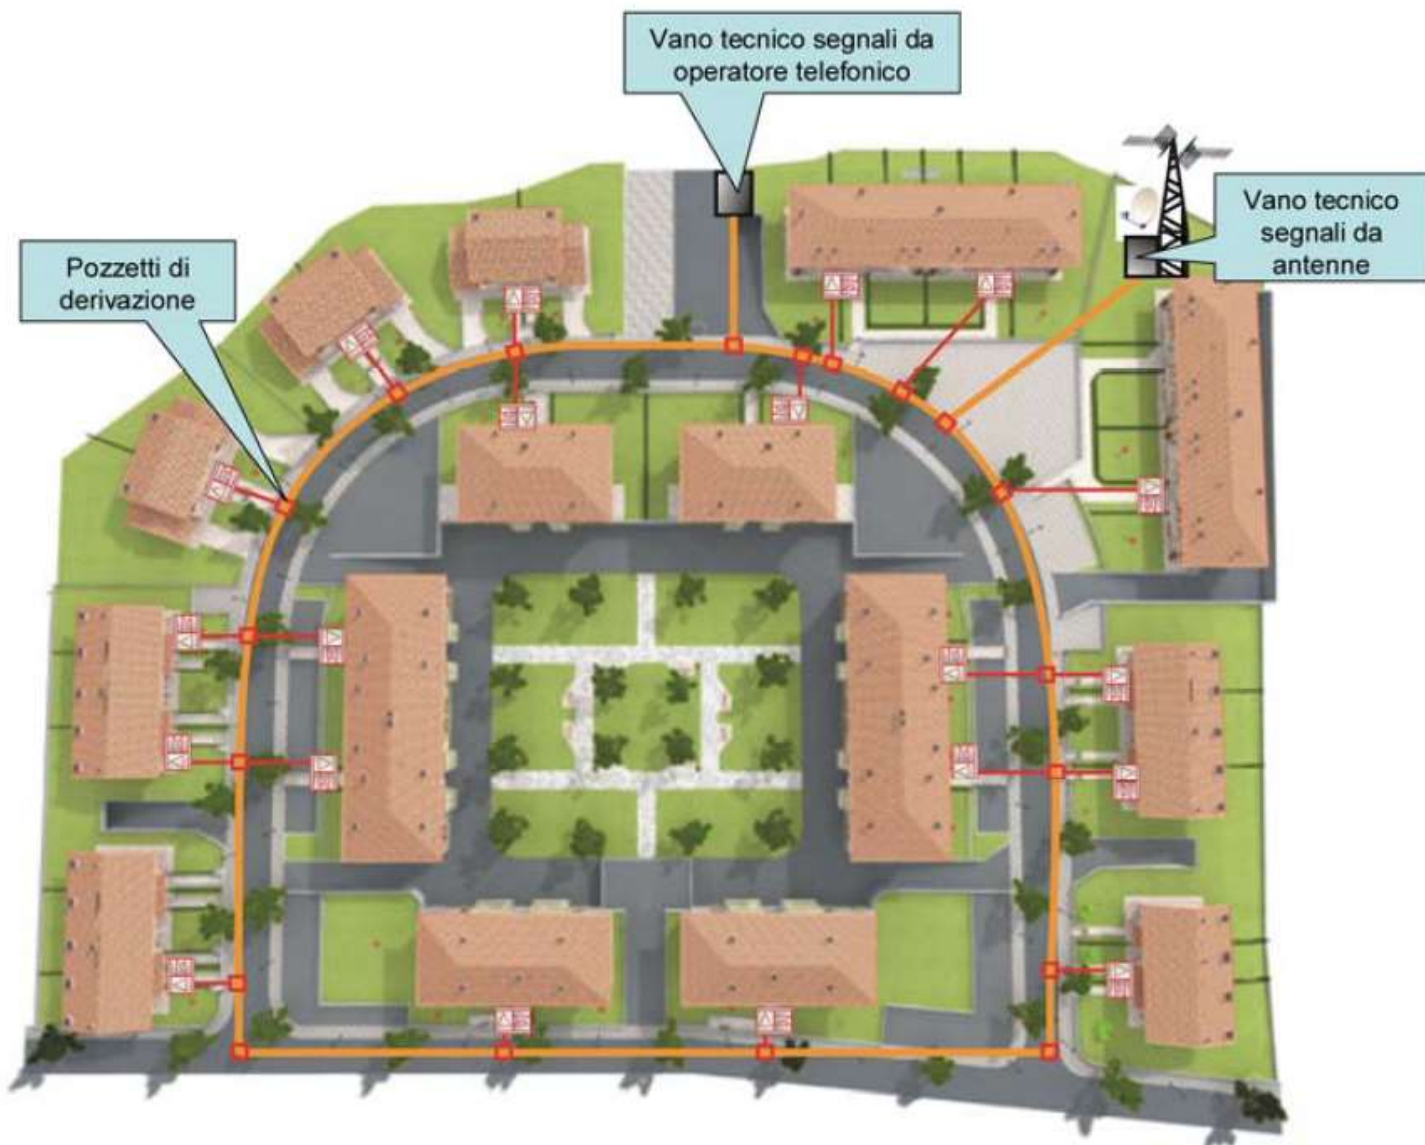 Vano tecnico segnali da
operatore telefonico
Vano tecnico
segnali da
antenne
Pozzetti di
derivazione